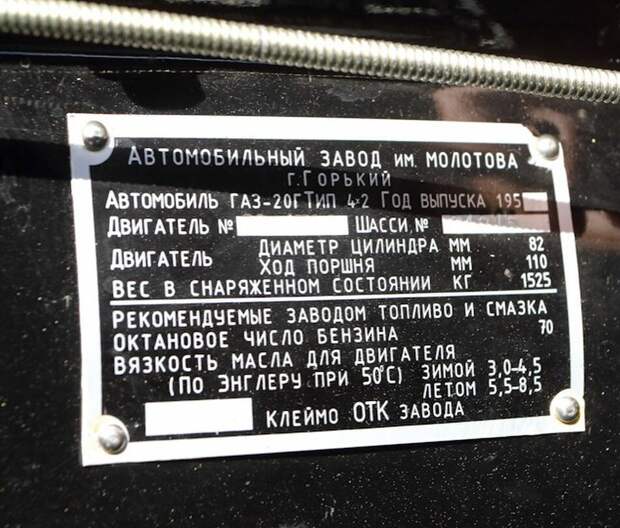 АВТОМОБИЛЬНЫЙ ЗАВОД ИМ. МОЛОТОВА
Г. ГОРЬКИЙ
АВТОМОБИЛЬ ГАЗ-20Г ТИП 4×2 ГОД ВЫПУСКА 195
ДВИГАТЕЛЬ № ШАССИ №
ДВИГАТЕЛЬ ДИАМЕТР ЦИЛИНДРА ММ 82
ХОД ПОРШНЯ ММ 110
ВЕС В СНАРЯЖЕННОМ СОСТОЯНИИ КГ 1525
РЕКОМЕНДУЕМЫЕ ЗАВОДОМ ТОПЛИВО И СМАЗКА
ОКТАНОВОЕ ЧИСЛО БЕНЗИНА 70
ВЯЗКОСТЬ МАСЛА ДЛЯ ДВИГАТЕЛЯ
(ПО ЭНГЛЕРУ ПРИ 50°С) ЗИМОЙ 3,0-4,5
ЛЕТОМ 5,5-8,5
КЛЕЙМО ОТК ЗАВОДА